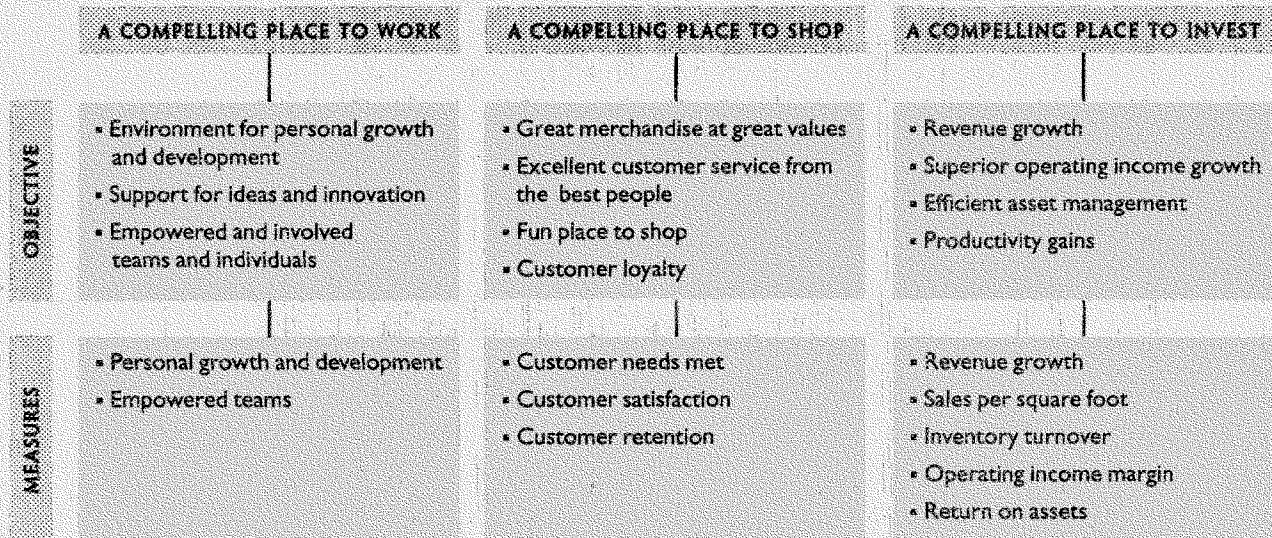 A COMPELLING PLACE TO WORK
A COMPELLING PLACE TO SHOP
A COMPELLING PLACE TO INVEST
OBJECTIVE
▪ Environment for personal growth
and development
▪ Support for ideas and innovation
▪ Empowered and involved
teams and individuals
▪ Great merchandise at great values
▪ Excellent customer service from
the best people
▪ Fun place to shop
▪ Customer loyalty
▪ Revenue growth
▪ Superior operating income growth
▪ Efficient asset management
▪ Productivity gains
MEASURES
▪ Personal growth and development
▪ Empowered teams
▪ Customer needs met
▪ Customer satisfaction
▪ Customer retention
▪ Revenue growth
▪ Sales per square foot
▪ Inventory turnover
▪ Operating income margin
▪ Return on assets